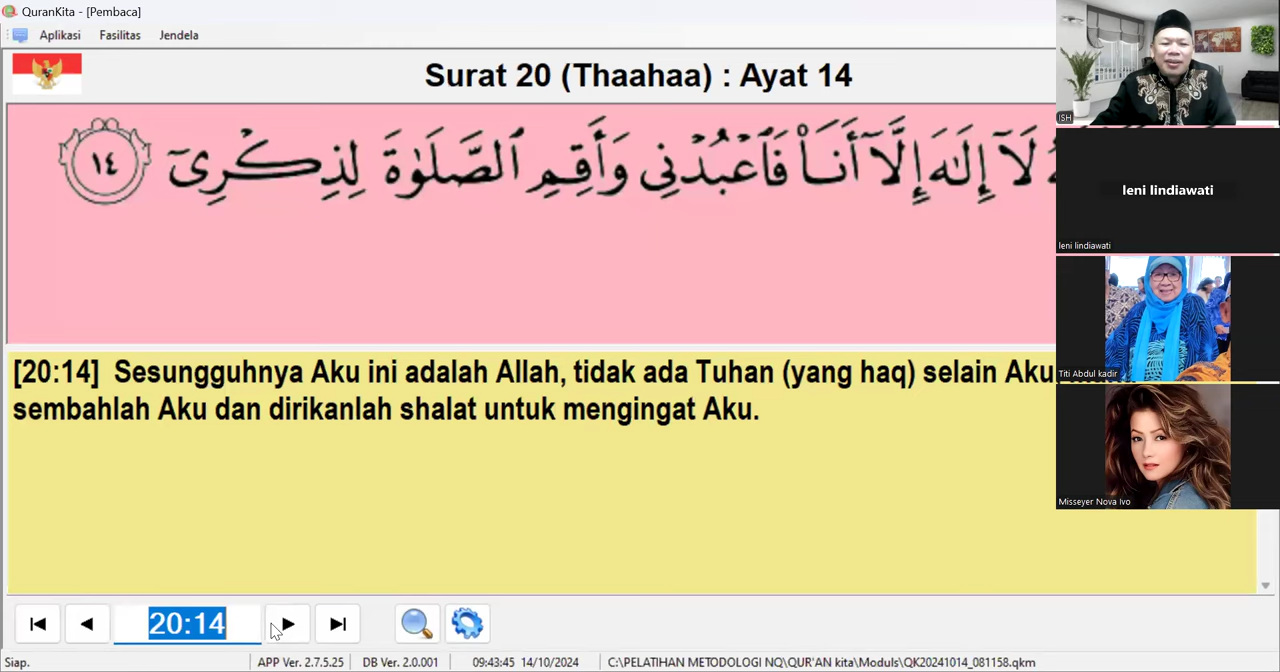 QuranKita - [Pembaca]
Aplikasi Fasilitas Jendela
Surat 20 (Thaahaa) : Ayat 14
لَآ إِلَٰهَ إِلَّآ أَنَا۠ فَٱعْبُدْنِى وَأَقِمِ ٱلصَّلَوٰةَ لِذِكْرِىٓ ١٤
[20:14] Sesungguhnya Aku ini adalah Allah, tidak ada Tuhan (yang haq) selain Aku
sembahlah Aku dan dirikanlah shalat untuk mengingat Aku.
20:14
Siap. APP Ver. 2.7.5.25 DB Ver. 2.0.001 09:43:45 14/10/2024 C:\PELATIHAN METODOLOGI NQ\QUR'AN kita\Moduls\QK20241014_081158.qkm
ISH
leni lindiawati
leni lindiawati
Titi Abdul kadir
Misseyer Nova Ivo